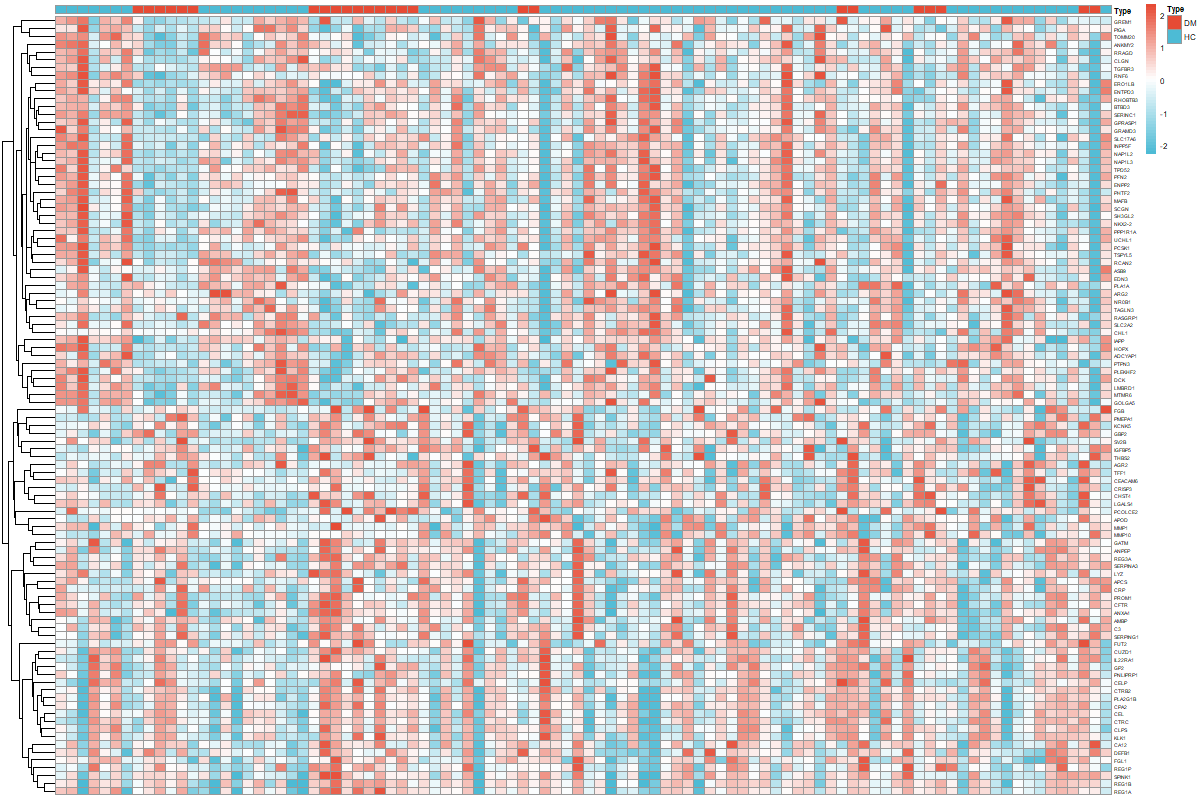 Type
GREM1
PIGA
TOMM20
ANKMY2
RRAGD
CLGN
TGFBR3
RNF6
ERO1LB
ENTPD3
RHOBTB3
BTBD3
SERINC1
GPRASP1
GRAMD3
SLC17A6
INPP5F
NAP1L2
NAP1L3
TPD52
PFN2
ENPP2
PHTF2
MAFB
SCGN
SH3GL2
NKX2-2
PPP1R1A
UCHL1
PCSK1
TSPYL5
RCAN2
ASB9
EDN3
PLA1A
ARG2
NR0B1
TAGLN3
RASGRP1
SLC2A2
CHL1
IAPP
HOPX
ADCYAP1
PTPN3
PLEKHF2
DCK
LMBRD1
MTMR6
GOLGA5
FGB
PMEPA1
KCNK5
GBP2
SV2B
IGFBP5
THBS2
AGR2
TFF1
CEACAM6
CRISP3
CHST4
LGALS4
PCOLCE2
APOD
MMP1
MMP10
GATM
ANPEP
REG3A
SERPINA3
LYZ
APCS
CRP
PROM1
CFTR
ANXA1
AMBP
C3
SERPING1
FUT2
CUZD1
IL22RA1
GP2
PNLIPRP1
CELP
CTRB2
PLA2G1B
CPA2
CEL
CTRC
CLPS
KLK1
CA12
DEFB1
FGL1
REG1P
SPINK1
REG1B
REG1A
2
1
0
-1
-2
Type
DM
HC